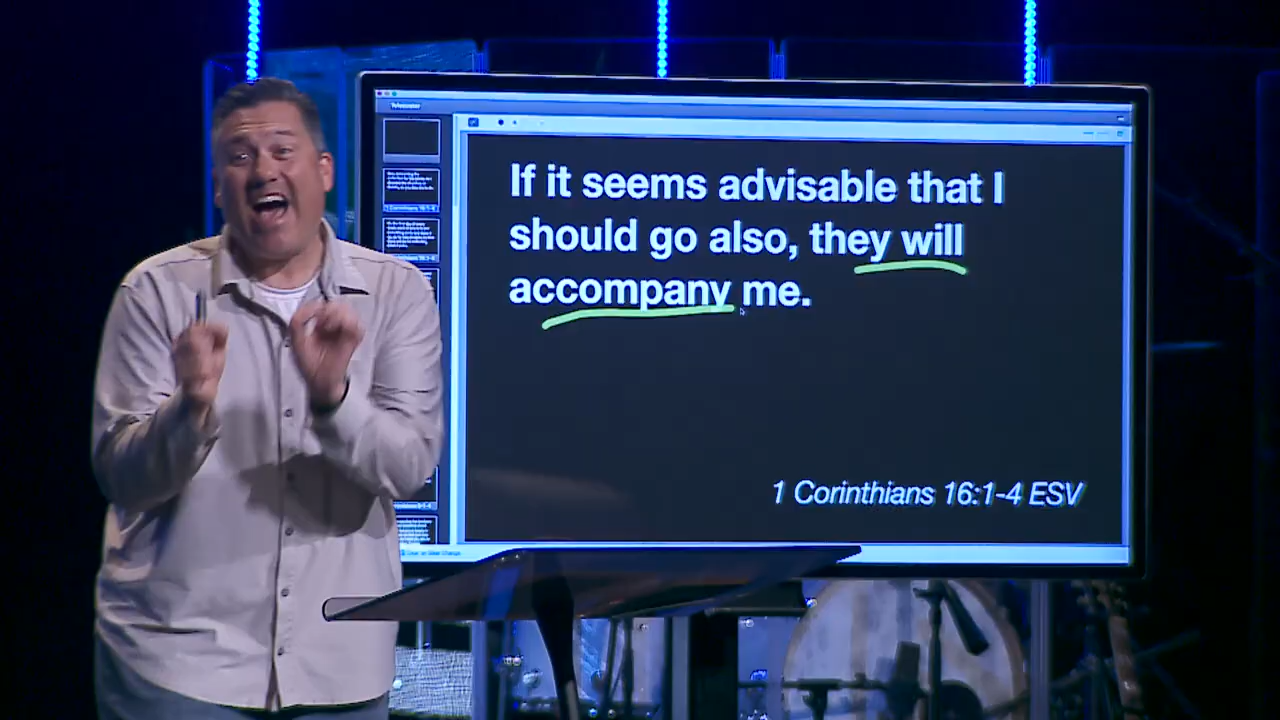 If it seems advisable that I
should go also, they will
accompany me.
1 Corinthians 16:1-4 ESV